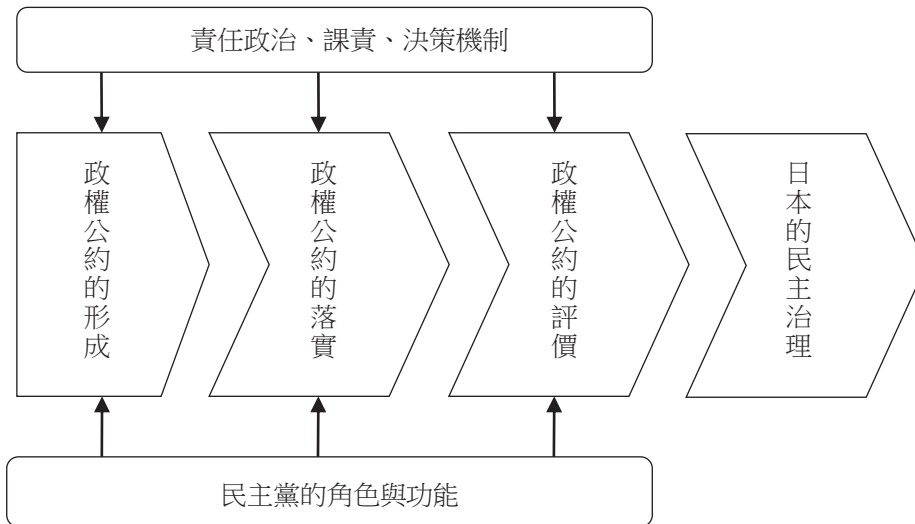 責任政治、課責、決策機制
政權公約的形成
政權公約的落實
政權公約的評價
日本的民主治理
民主黨的角色與功能